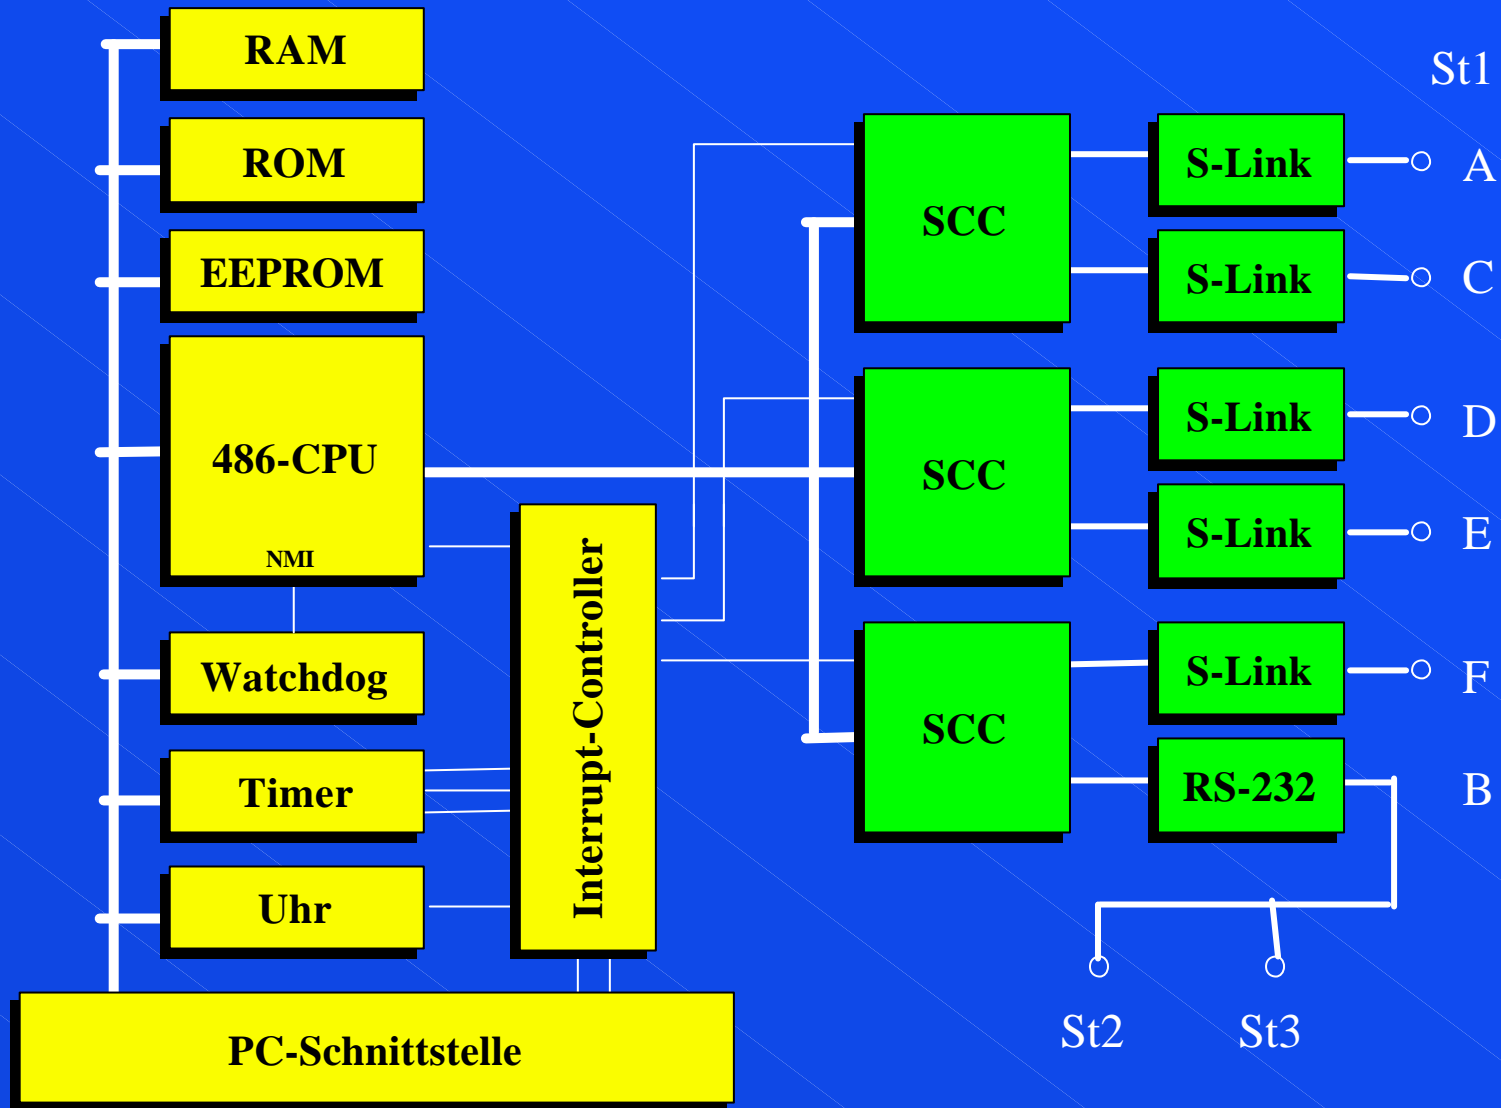 RAM
ROM
EEPROM
486-CPU
NMI
Watchdog
Timer
Uhr
PC-Schnittstelle
Interrupt-Controller
SCC
SCC
SCC
S-Link
S-Link
S-Link
S-Link
S-Link
RS-232
St1
A
C
D
E
F
B
St2
St3